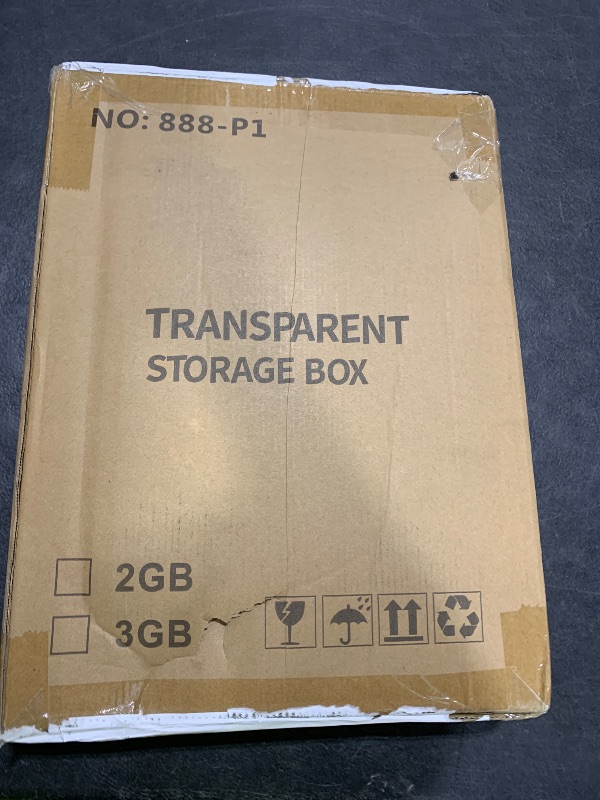 NO: 888-P1
TRANSPARENT
STORAGE BOX
2GB
3GB